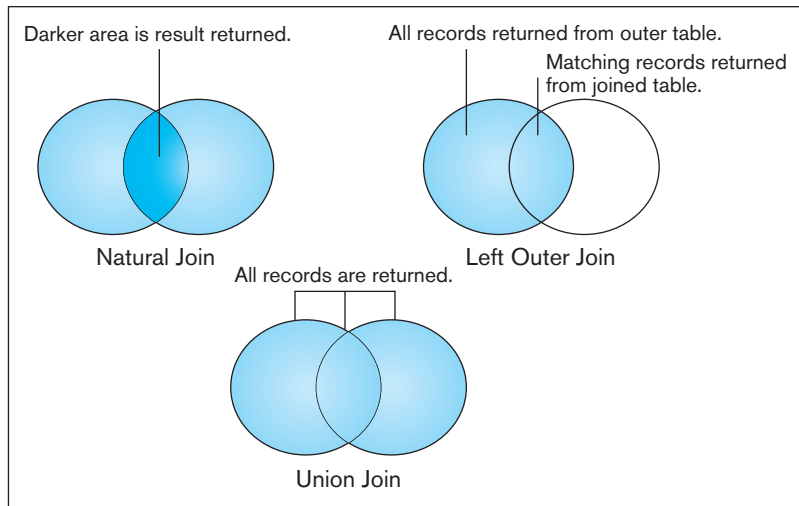 Darker area is result returned.
All records returned from outer table.
Matching records returned
from joined table.
Natural Join
Left Outer Join
All records are returned.
Union Join